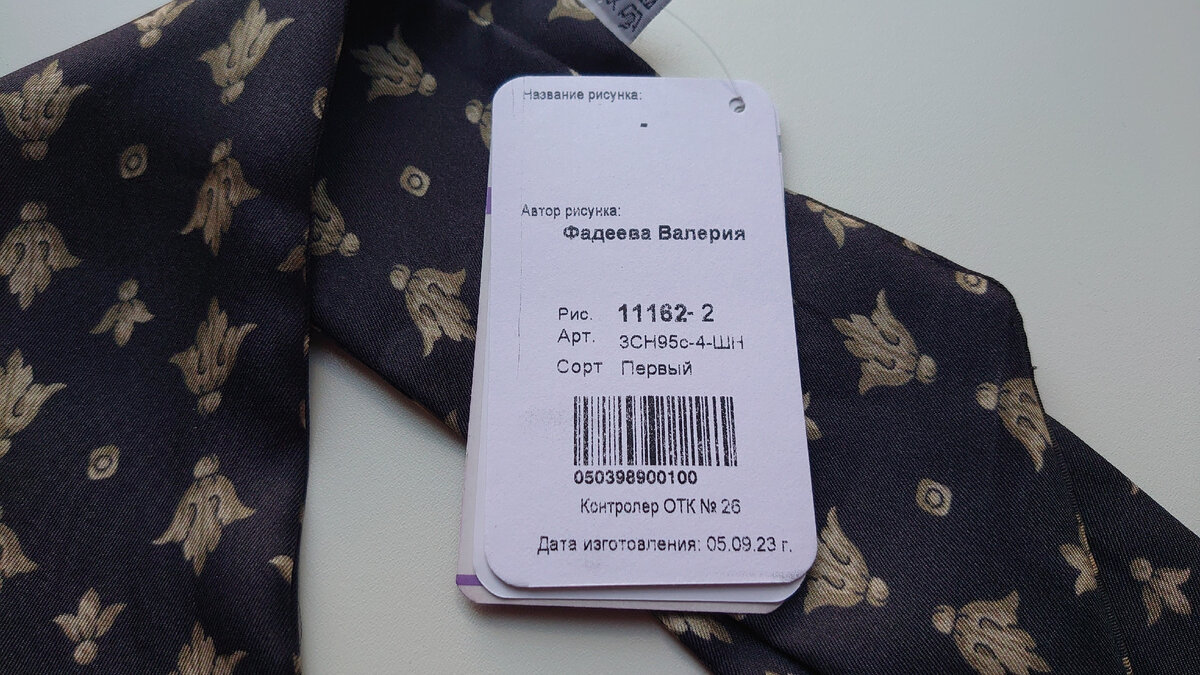 Название рисунка:
-
Автор рисунка:
Фадеева Валерия
Рис. 11162- 2
Арт. 3СН95с-4-ШН
Сорт Первый
050398900100
Контролер ОТК № 26
Дата изготовления: 05.09.23 г.